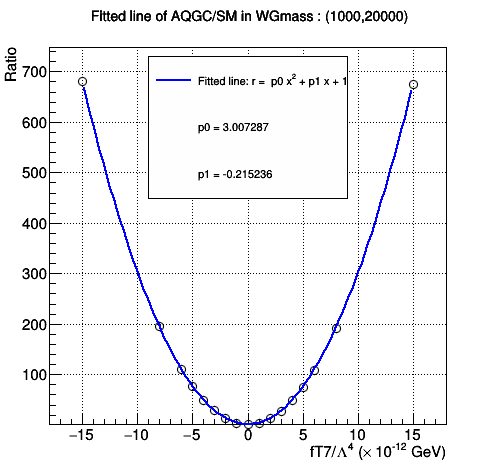 FItted line of AQGC/SM in WGmass : (1000,20000)
Ratio
Fitted line: r = p0 x² + p1 x + 1
p0 = 3.007287
p1 = -0.215236
700
600
500
400
300
200
100
−15 −10 −5 0 5 10 15
fT7/Λ⁴ (× 10⁻¹² GeV)